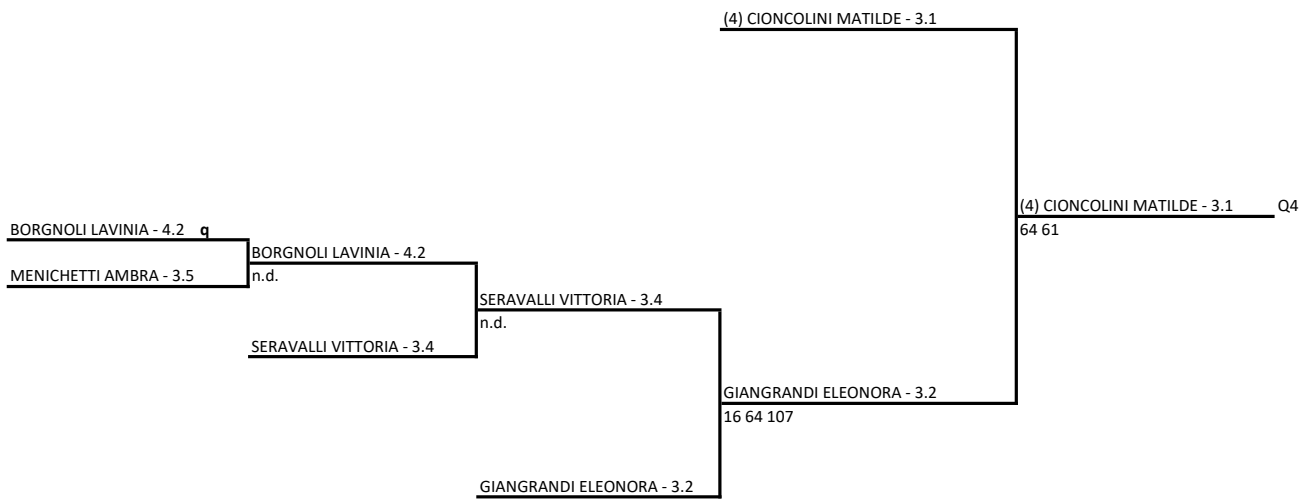 (4) CIONCOLINI MATILDE - 3.1
(4) CIONCOLINI MATILDE - 3.1 Q4
64 61
BORGNOLI LAVINIA - 4.2 q
BORGNOLI LAVINIA - 4.2
n.d.
MENICHETTI AMBRA - 3.5
SERAVALLI VITTORIA - 3.4
n.d.
SERAVALLI VITTORIA - 3.4
GIANGRANDI ELEONORA - 3.2
16 64 107
GIANGRANDI ELEONORA - 3.2